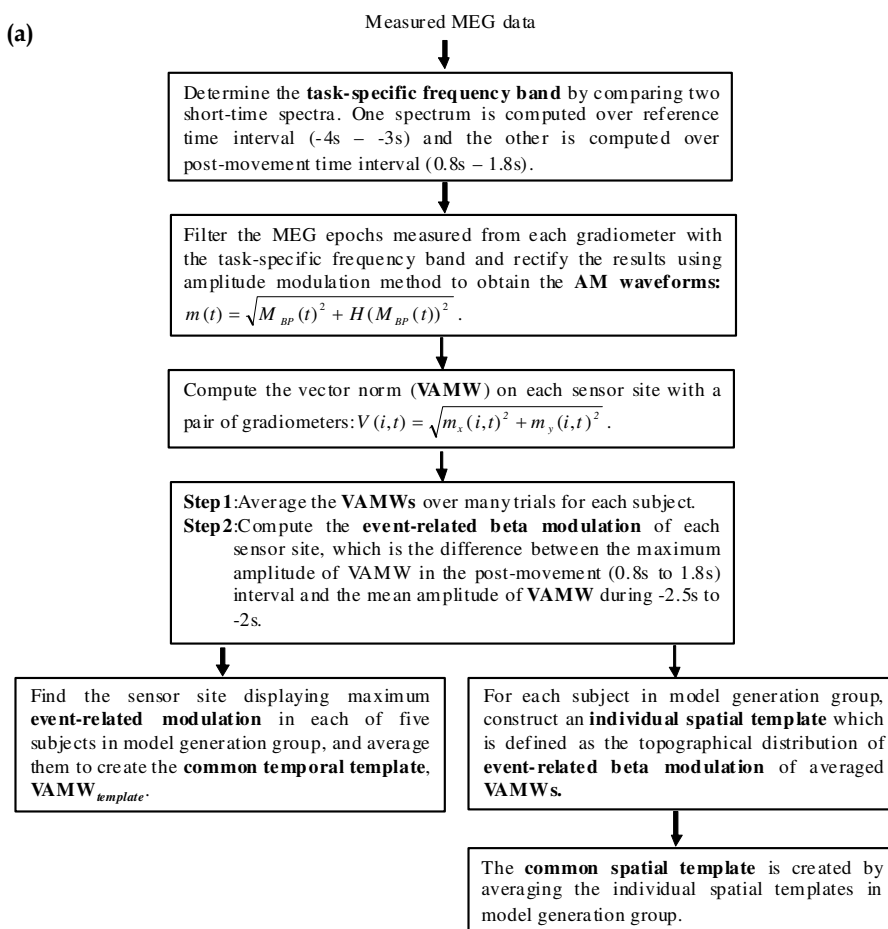 (a)
Measured MEG data
Determine the task-specific frequency band by comparing two
short-time spectra. One spectrum is computed over reference
time interval (-4s – -3s) and the other is computed over
post-movement time interval (0.8s – 1.8s).
Filter the MEG epochs measured from each gradiometer with
the task-specific frequency band and rectify the results using
amplitude modulation method to obtain the AM waveforms:
m(t) = √(M_BP(t)² + H(M_BP(t))²) .
Compute the vector norm (VAMW) on each sensor site with a
pair of gradiometers: V(i,t) = √(m_x(i,t)² + m_y(i,t)²) .
Step1:Average the VAMWs over many trials for each subject.
Step2:Compute the event-related beta modulation of each
sensor site, which is the difference between the maximum
amplitude of VAMW in the post-movement (0.8s to 1.8s)
interval and the mean amplitude of VAMW during -2.5s to
-2s.
Find the sensor site displaying maximum
event-related modulation in each of five
subjects in model generation group, and average
them to create the common temporal template,
VAMW_template.
For each subject in model generation group,
construct an individual spatial template which
is defined as the topographical distribution of
event-related beta modulation of averaged
VAMWs.
The common spatial template is created by
averaging the individual spatial templates in
model generation group.